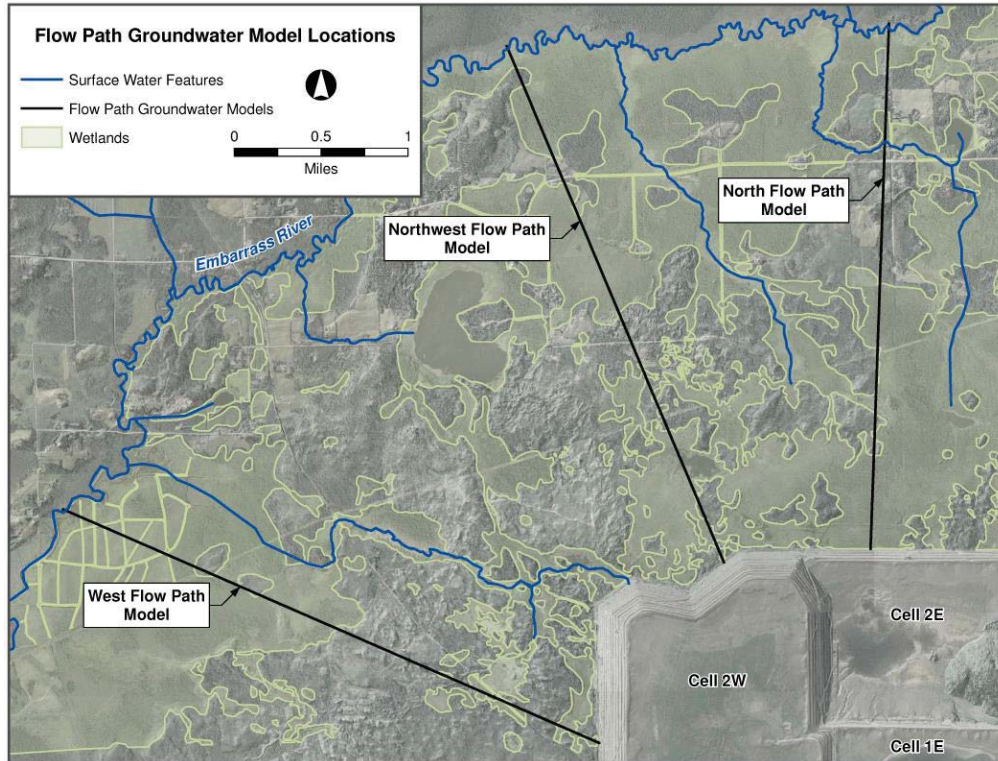 Flow Path Groundwater Model Locations
Surface Water Features
Flow Path Groundwater Models
Wetlands
0 0.5 1
Miles
North Flow Path
Model
Northwest Flow Path
Model
Embarrass River
West Flow Path
Model
Cell 2E
Cell 2W
Cell 1E